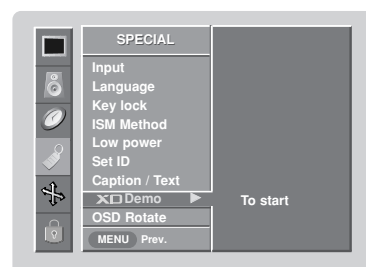 SPECIAL
Input
Language
Key lock
ISM Method
Low power
Set ID
Caption / Text
XD Demo To start
OSD Rotate
MENU Prev.